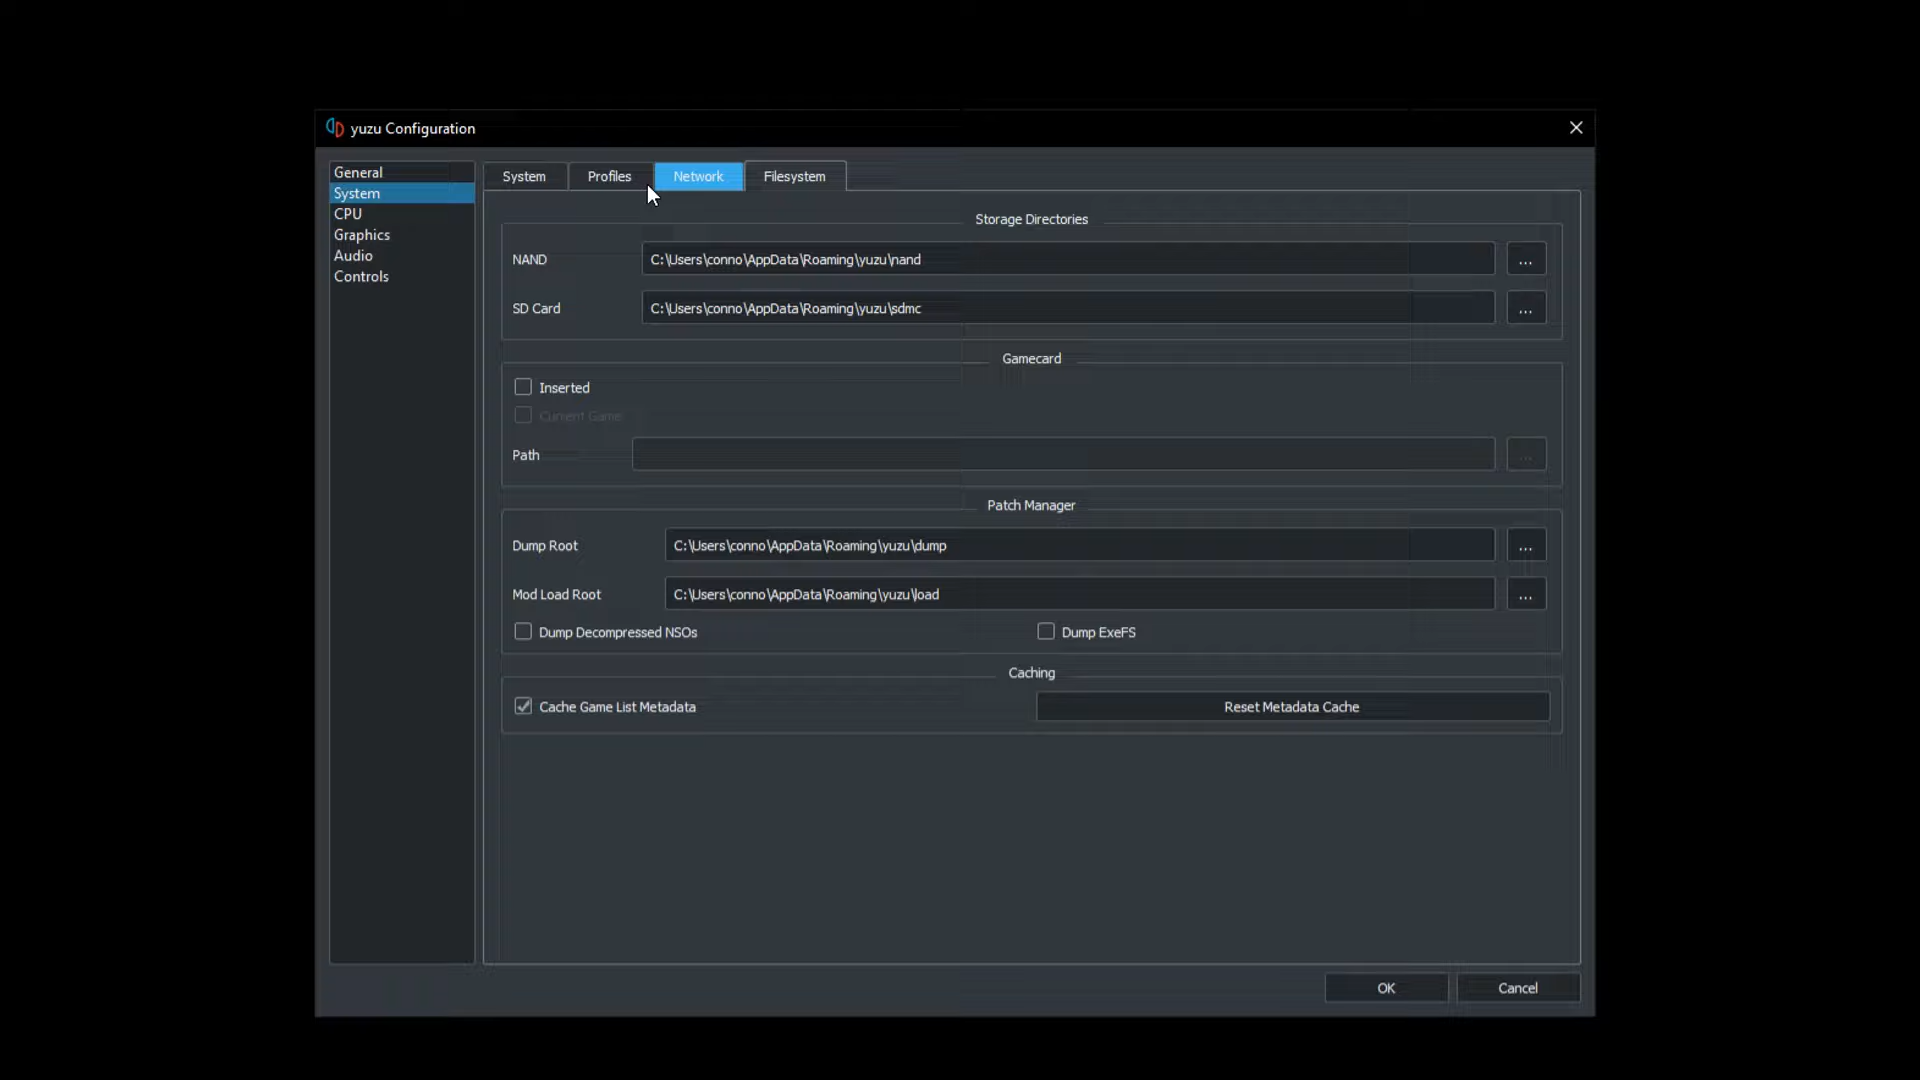 yuzu Configuration
General
System
CPU
Graphics
Audio
Controls
System Profiles Network Filesystem
Storage Directories
NAND C:\Users\conno\AppData\Roaming\yuzu\nand ...
SD Card C:\Users\conno\AppData\Roaming\yuzu\sdmc ...
Gamecard
Inserted
Current Game
Path ...
Patch Manager
Dump Root C:\Users\conno\AppData\Roaming\yuzu\dump ...
Mod Load Root C:\Users\conno\AppData\Roaming\yuzu\load ...
Dump Decompressed NSOs Dump ExeFS
Caching
Cache Game List Metadata Reset Metadata Cache
OK Cancel